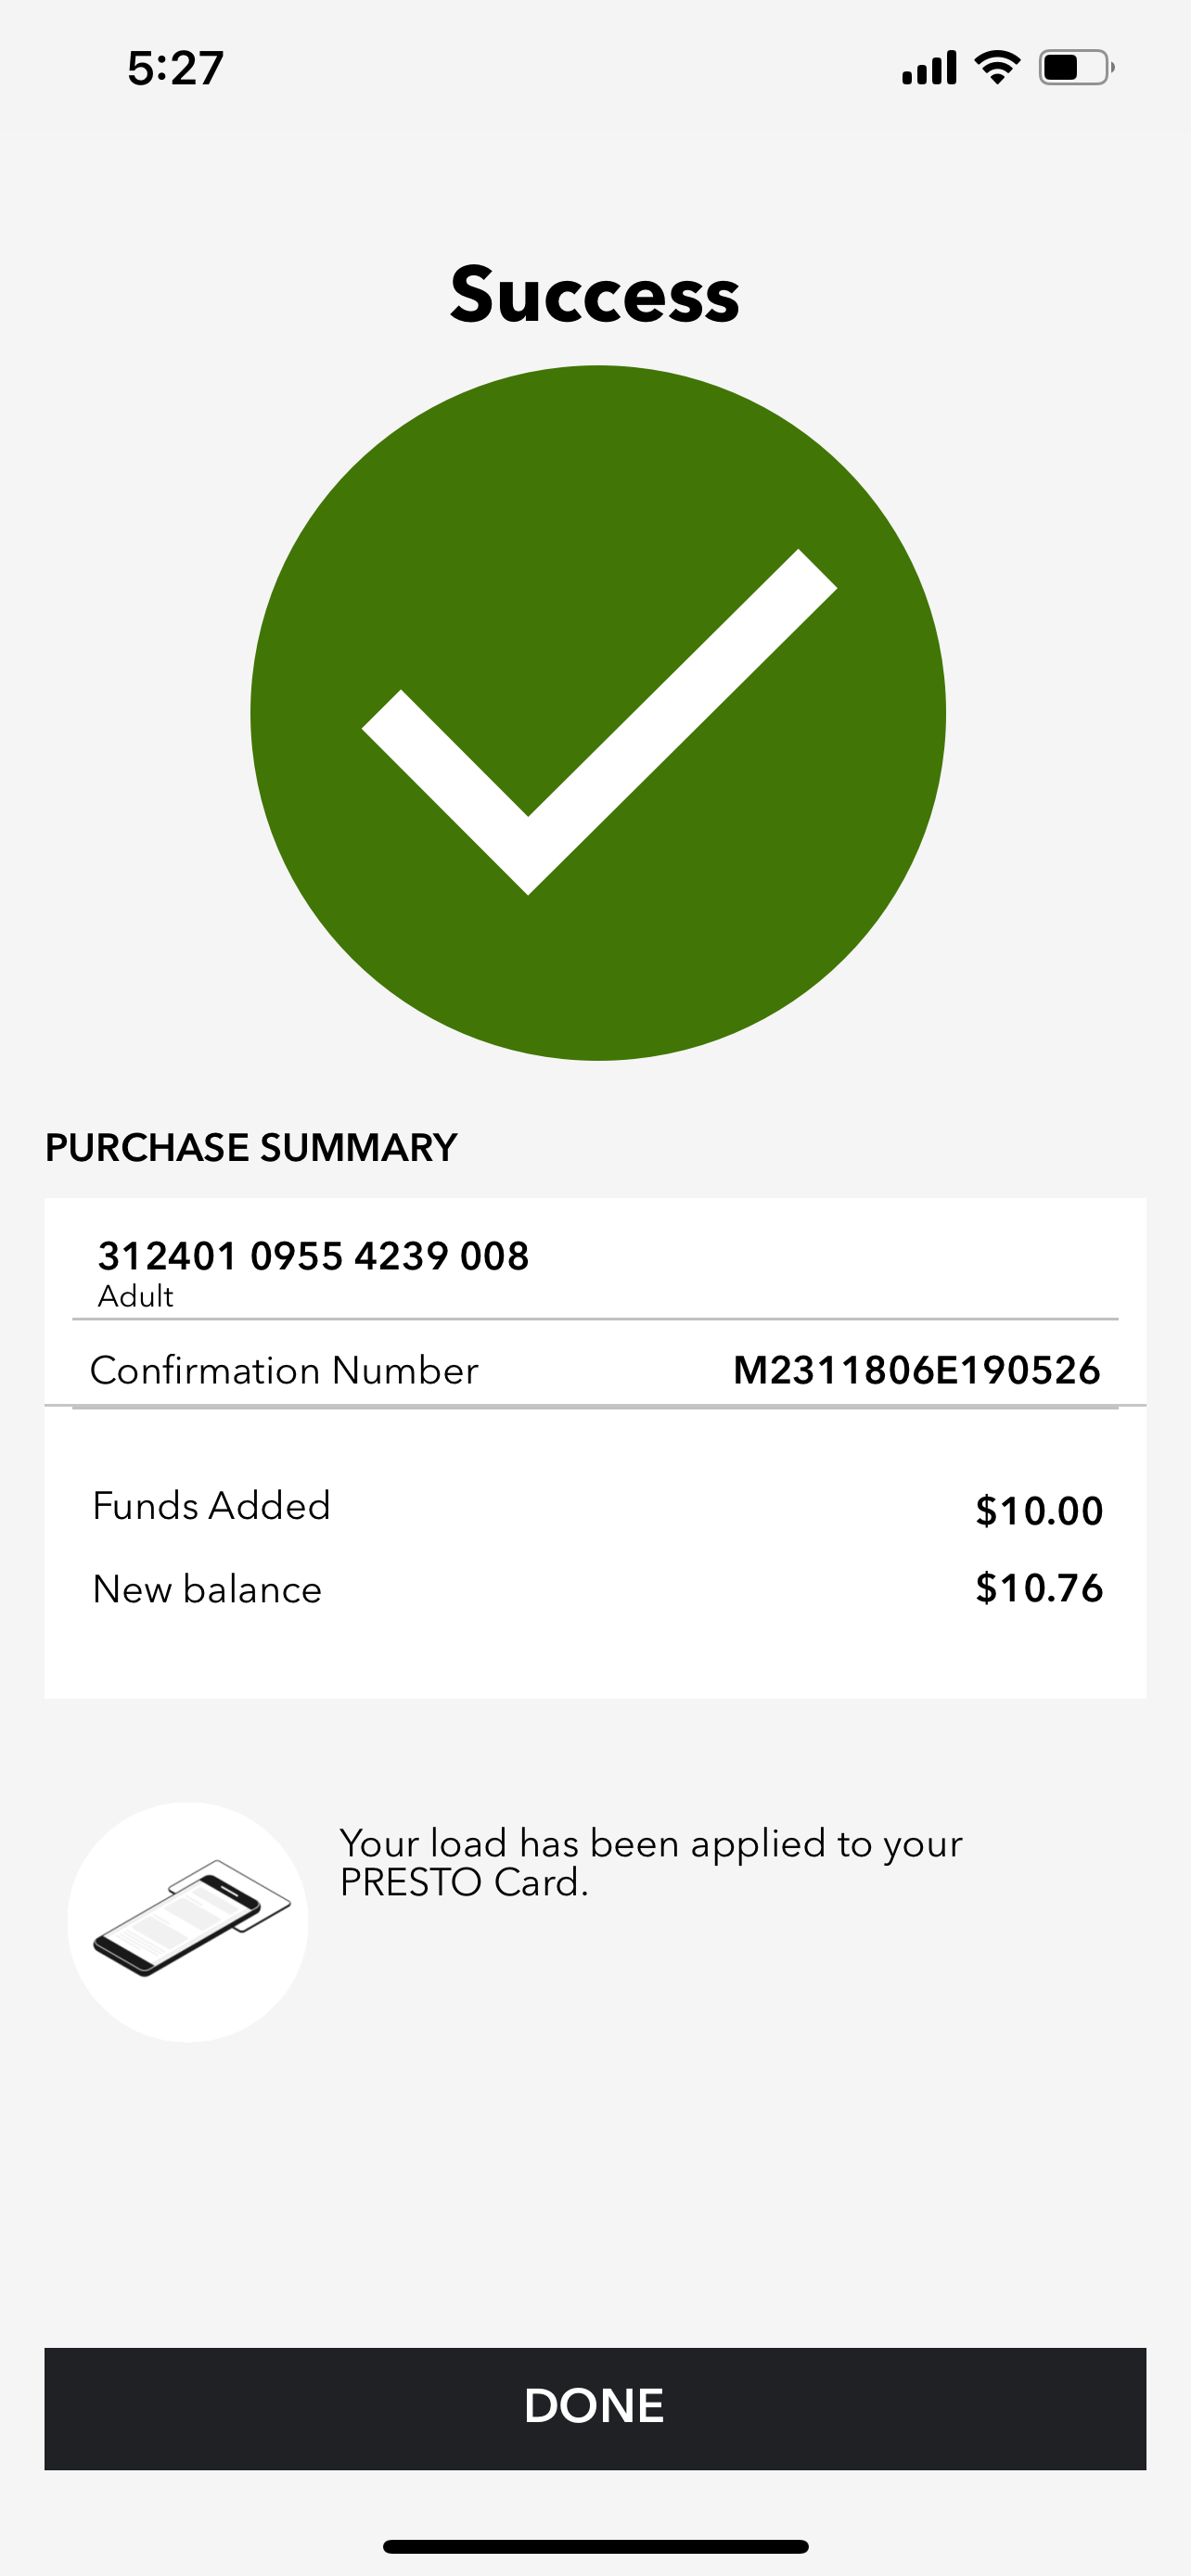 5:27
Success
PURCHASE SUMMARY
312401 0955 4239 008
Adult
Confirmation Number M2311806E190526
Funds Added $10.00
New balance $10.76
Your load has been applied to your
PRESTO Card.
DONE